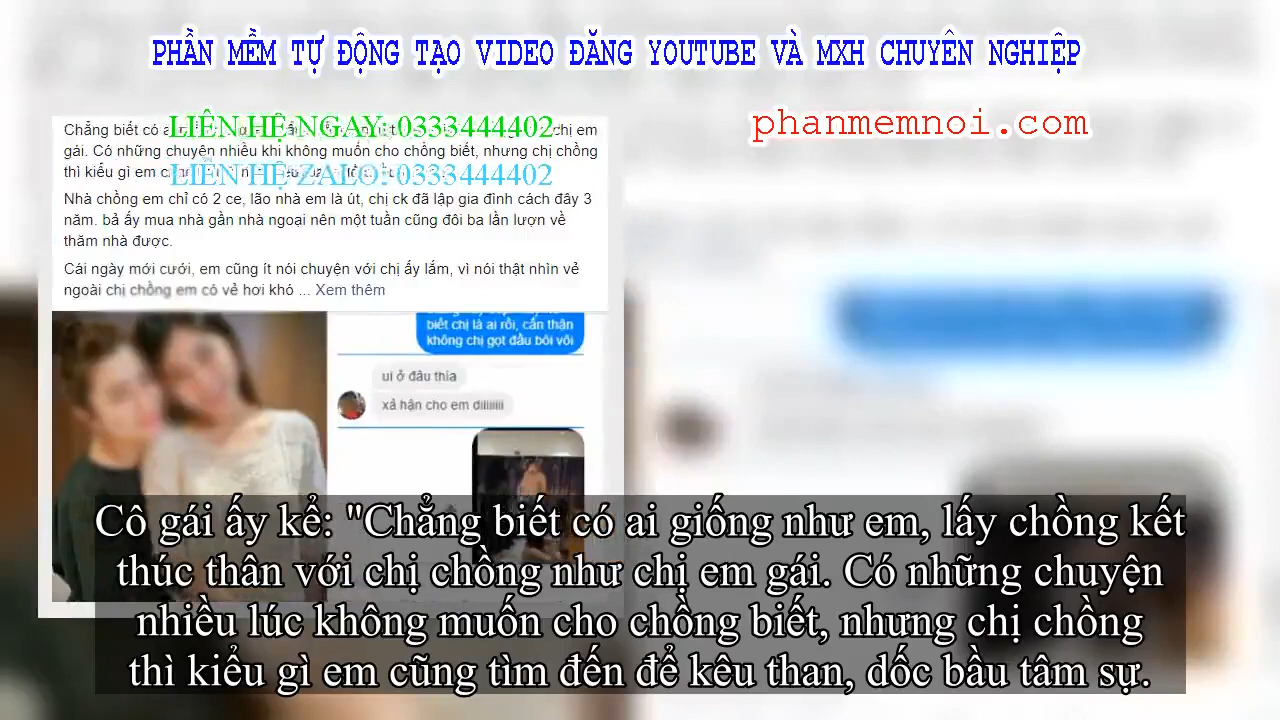 PHẦN MỀM TỰ ĐỘNG TẠO VIDEO ĐĂNG YOUTUBE VÀ MXH CHUYÊN NGHIỆP
LIÊN HỆ NGAY: 0333444402
phanmemnoi.com
LIÊN HỆ ZALO: 0333444402
Chẳng biết có chị em
gái. Có những chuyện nhiều khi không muốn cho chồng biết, nhưng chị chồng
thì kiểu gì em
Nhà chồng em chỉ có 2 ce, lão nhà em là út, chị ck đã lập gia đình cách đây 3
năm. bả ấy mua nhà gần nhà ngoại nên một tuần cũng đôi ba lần lượn về
thăm nhà được.
Cái ngày mới cưới, em cũng ít nói chuyện với chị ấy lắm, vì nói thật nhìn vẻ
ngoài chị chồng em có vẻ hơi khó ... Xem thêm
biết chị là ai rồi, cẩn thận
không chị gọt đầu bôi vôi
ui ở đâu thía
xả hận cho em điiiiiiii
Cô gái ấy kể: "Chẳng biết có ai giống như em, lấy chồng kết
thúc thân với chị chồng như chị em gái. Có những chuyện
nhiều lúc không muốn cho chồng biết, nhưng chị chồng
thì kiểu gì em cũng tìm đến để kêu than, dốc bầu tâm sự.